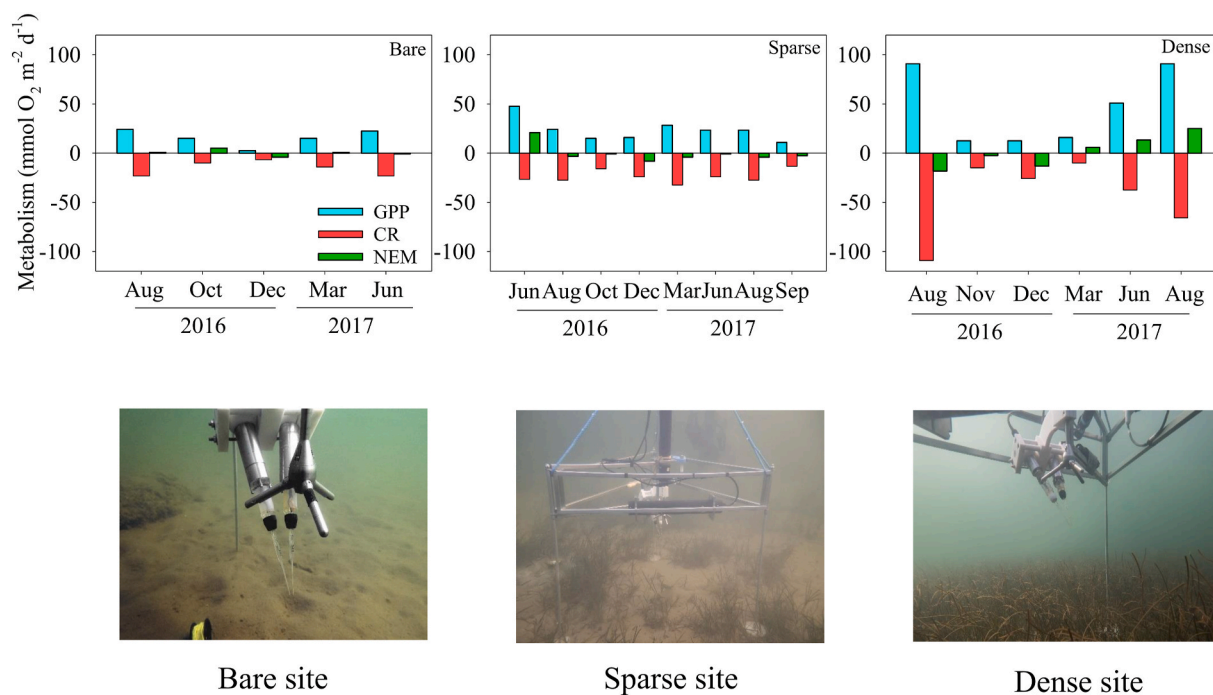 Metabolism (mmol O2 m-2 d-1)
100
50
0
-50
-100
Bare
GPP
CR
NEM
Aug Oct Dec Mar Jun
2016 2017
100
50
0
-50
-100
Sparse
Jun Aug Oct Dec Mar Jun Aug Sep
2016 2017
100
50
0
-50
-100
Dense
Aug Nov Dec Mar Jun Aug
2016 2017
Bare site
Sparse site
Dense site